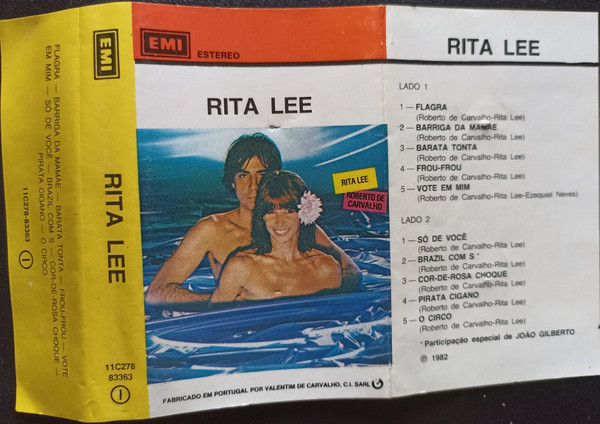 FLAGRA — BARRIGA DA MAMÃE — BARATA TONTA — FROU-FROU — VOTE
EM MIM — SÓ DE VOCÊ — BRAZIL COM S — COR-DE-ROSA CHOQUE —
PIRATA CIGANO — O CIRCO
11C278-83363
I
EMI
RITA LEE
11C278
83363
I
EMI
ESTEREO
RITA LEE
RITA LEE
ROBERTO DE
CARVALHO
FABRICADO EM PORTUGAL POR VALENTIM DE CARVALHO, C.I. SARL
RITA LEE
LADO 1
1 — FLAGRA
(Roberto de Carvalho-Rita Lee)
2 — BARRIGA DA MAMÃE
(Roberto de Carvalho-Rita Lee)
3 — BARATA TONTA
(Roberto de Carvalho-Rita Lee)
4 — FROU-FROU
(Roberto de Carvalho-Rita Lee)
5 — VOTE EM MIM
(Roberto de Carvalho-Rita Lee-Ezequiel Neves)
LADO 2
1 — SÓ DE VOCÊ
(Roberto de Carvalho-Rita Lee)
2 — BRAZIL COM S *
(Roberto de Carvalho-Rita Lee)
3 — COR-DE-ROSA CHOQUE
(Roberto de Carvalho-Rita Lee)
4 — PIRATA CIGANO
(Roberto de Carvalho-Rita Lee)
5 — O CIRCO
(Roberto de Carvalho-Rita Lee)
* Participação especial de JOÃO GILBERTO
℗ 1982